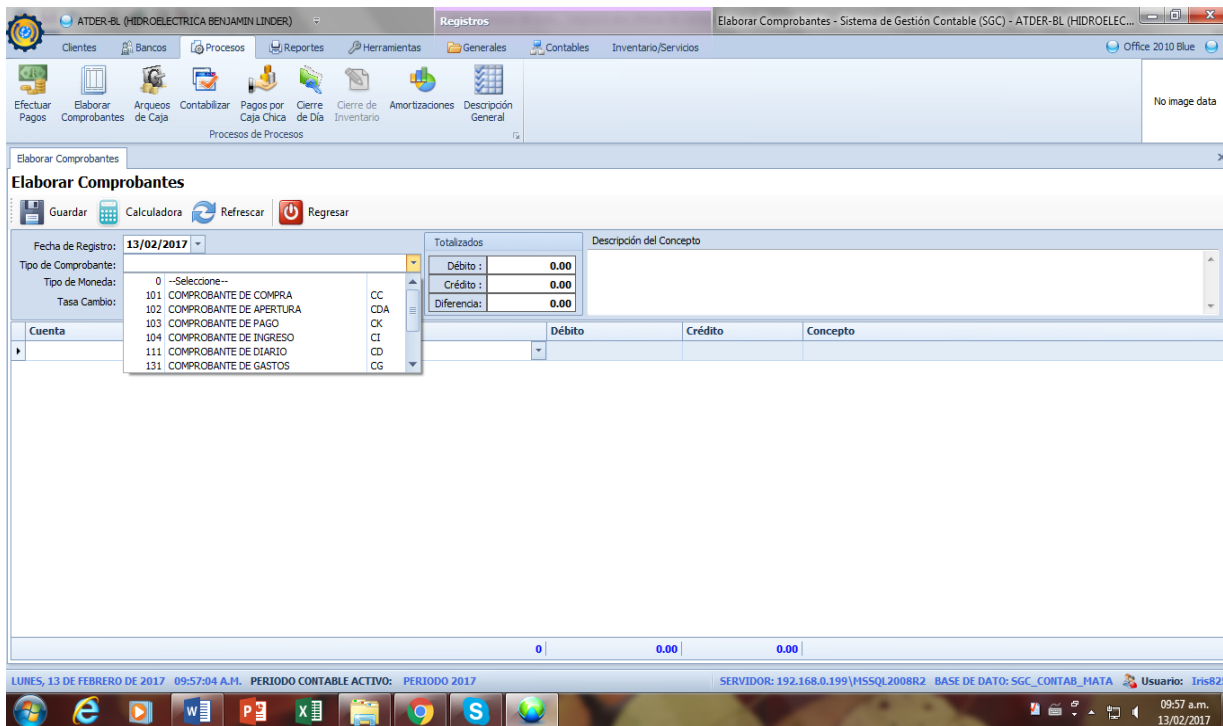 ATDER-BL (HIDROELECTRICA BENJAMIN LINDER) Registros Elaborar Comprobantes - Sistema de Gestión Contable (SGC) - ATDER-BL (HIDROELEC...
Clientes Bancos Procesos Reportes Herramientas Generales Contables Inventario/Servicios Office 2010 Blue
Efectuar Pagos
Elaborar Comprobantes
Arqueos de Caja
Contabilizar
Pagos por Caja Chica
Cierre de Día
Cierre de Inventario
Amortizaciones
Descripción General
No image data
Procesos de Procesos
Elaborar Comprobantes
Elaborar Comprobantes
Guardar Calculadora Refrescar Regresar
Fecha de Registro: 13/02/2017
Tipo de Comprobante:
Tipo de Moneda:
Tasa Cambio:
0 --Seleccione--
101 COMPROBANTE DE COMPRA CC
102 COMPROBANTE DE APERTURA CDA
103 COMPROBANTE DE PAGO CK
104 COMPROBANTE DE INGRESO CI
111 COMPROBANTE DE DIARIO CD
131 COMPROBANTE DE GASTOS CG
Totalizados
Débito : 0.00
Crédito : 0.00
Diferencia: 0.00
Descripción del Concepto
Cuenta Débito Crédito Concepto
0 0.00 0.00
LUNES, 13 DE FEBRERO DE 2017 09:57:04 A.M. PERIODO CONTABLE ACTIVO: PERIODO 2017 SERVIDOR: 192.168.0.199\MSSQL2008R2 BASE DE DATO: SGC_CONTAB_MATA Usuario: Iris82
09:57 a.m.
13/02/2017